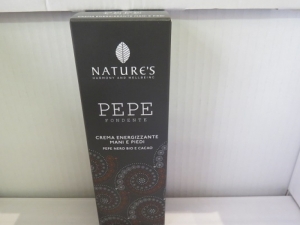 NATURE'S
HARMONY AND WELLBEING
PEPE
FONDENTE
CREMA ENERGIZZANTE
MANI E PIEDI
PEPE NERO BIO E CACAO